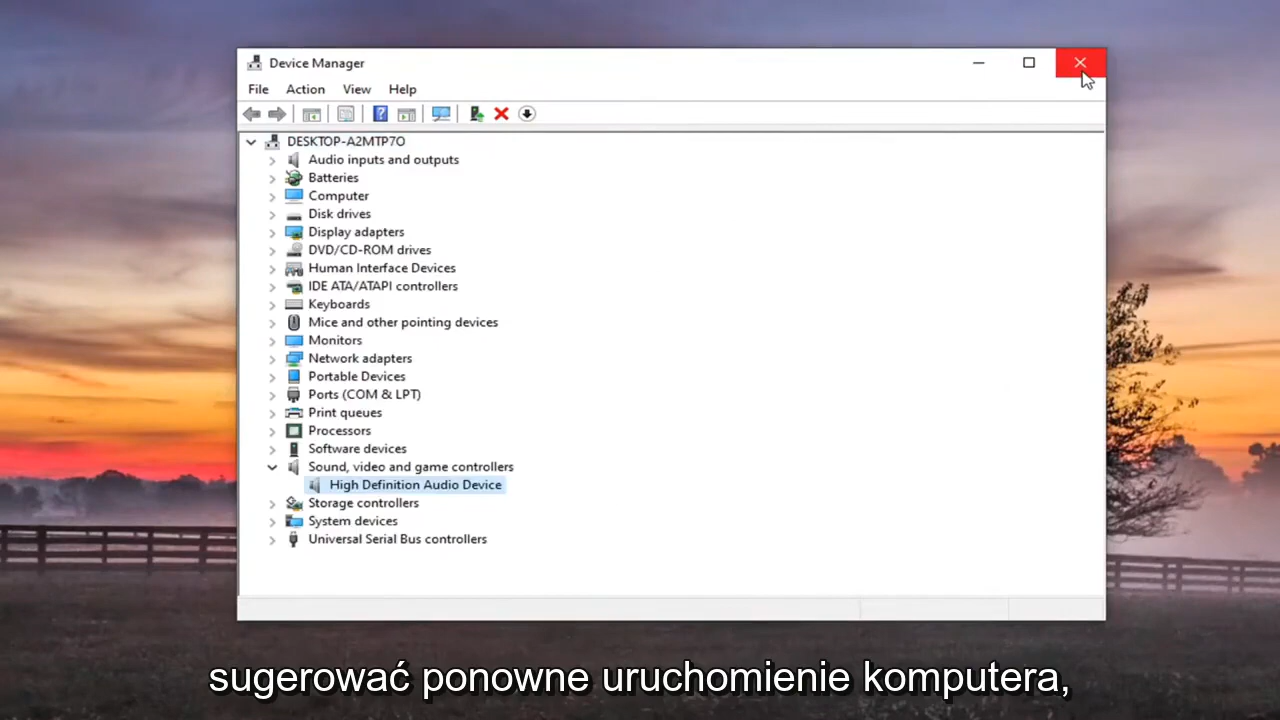 Device Manager
File Action View Help
DESKTOP-A2MTP7O
Audio inputs and outputs
Batteries
Computer
Disk drives
Display adapters
DVD/CD-ROM drives
Human Interface Devices
IDE ATA/ATAPI controllers
Keyboards
Mice and other pointing devices
Monitors
Network adapters
Portable Devices
Ports (COM & LPT)
Print queues
Processors
Software devices
Sound, video and game controllers
High Definition Audio Device
Storage controllers
System devices
Universal Serial Bus controllers
sugerować ponowne uruchomienie komputera,